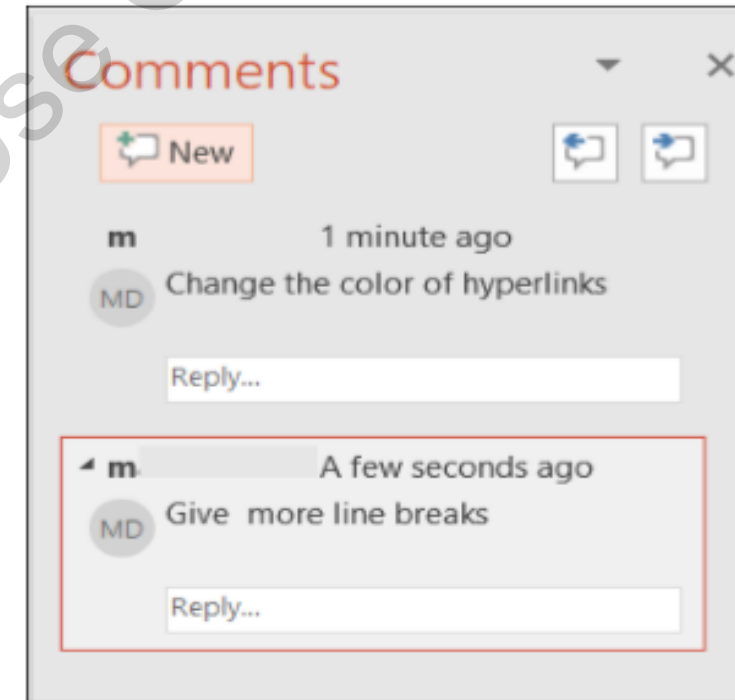 Comments
New
m 1 minute ago
MD Change the color of hyperlinks
Reply...
m A few seconds ago
MD Give more line breaks
Reply...